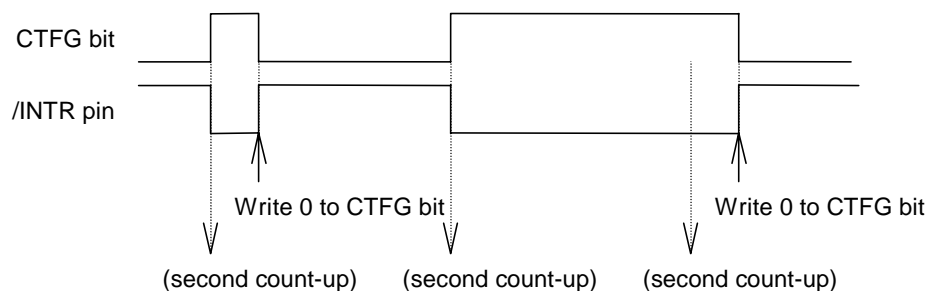 CTFG bit
/INTR pin
Write 0 to CTFG bit
Write 0 to CTFG bit
(second count-up)
(second count-up)
(second count-up)